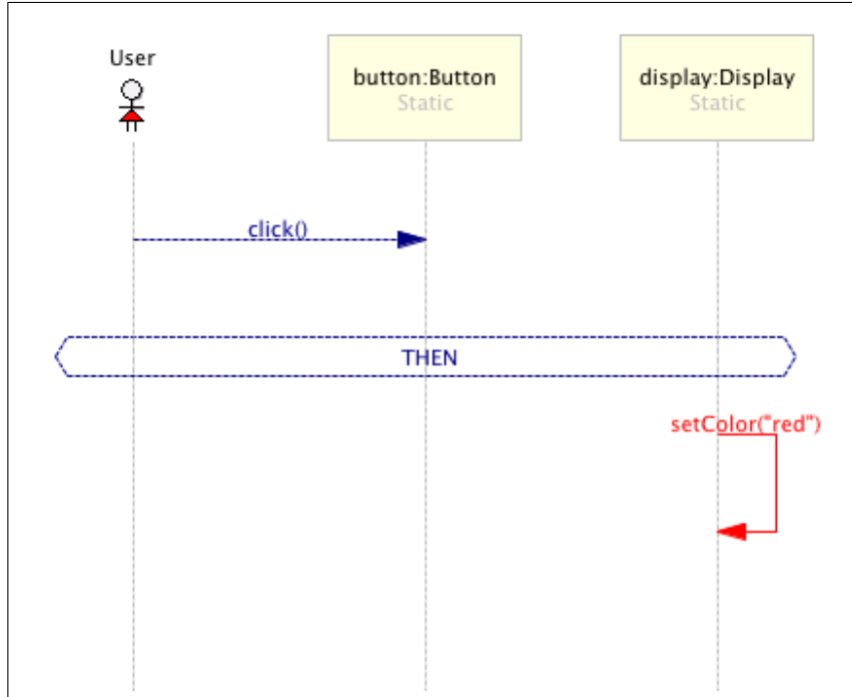 User
button:Button
Static
display:Display
Static
click()
THEN
setColor("red")